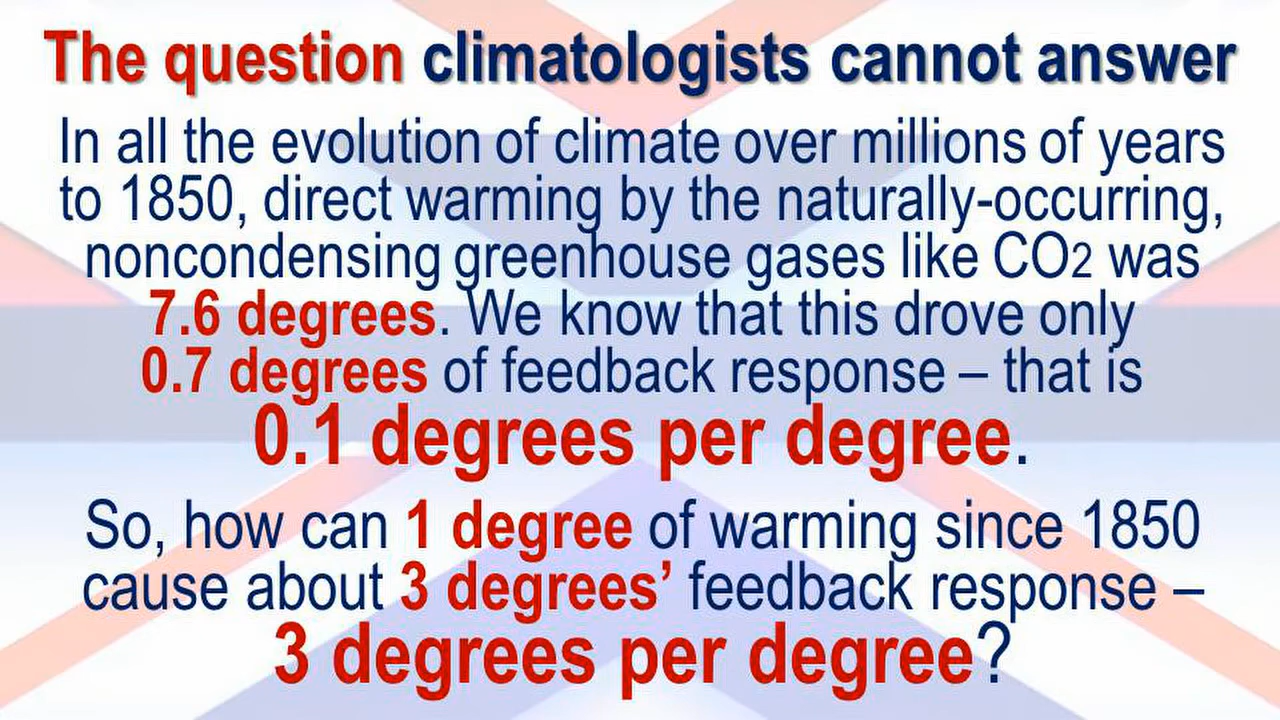 The question climatologists cannot answer
In all the evolution of climate over millions of years
to 1850, direct warming by the naturally-occurring,
noncondensing greenhouse gases like CO2 was
7.6 degrees. We know that this drove only
0.7 degrees of feedback response – that is
0.1 degrees per degree.
So, how can 1 degree of warming since 1850
cause about 3 degrees’ feedback response –
3 degrees per degree?